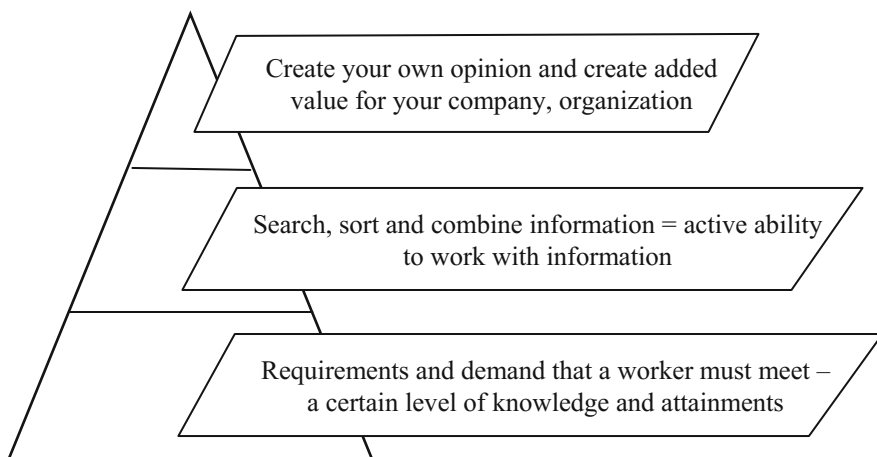 Create your own opinion and create added
value for your company, organization
Search, sort and combine information = active ability
to work with information
Requirements and demand that a worker must meet –
a certain level of knowledge and attainments